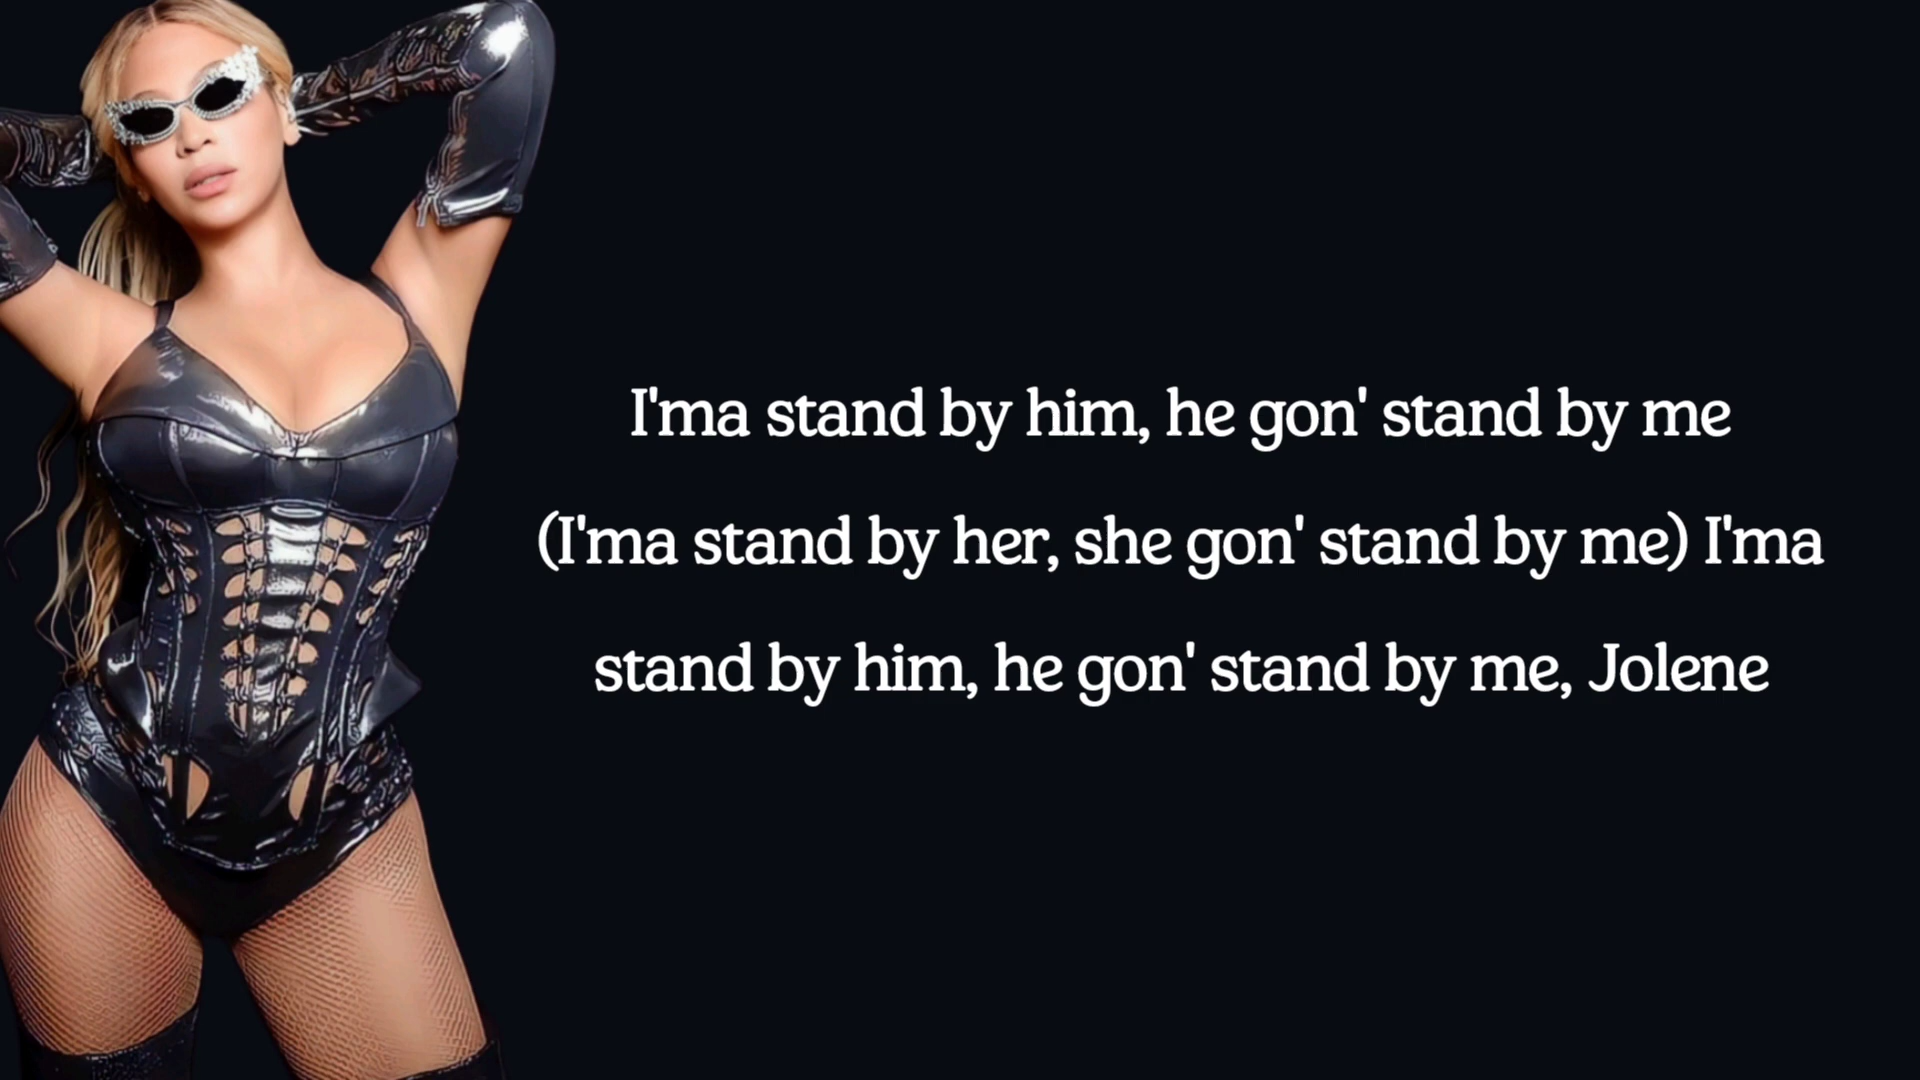 I'ma stand by him, he gon' stand by me
(I'ma stand by her, she gon' stand by me) I'ma
stand by him, he gon' stand by me, Jolene